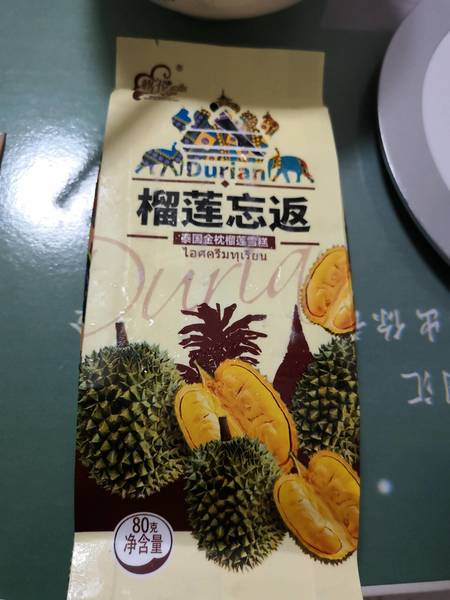 Durian
榴莲忘返
泰国金枕榴莲雪糕
ไอศครีมทุเรียน
Duria
80克
净含量